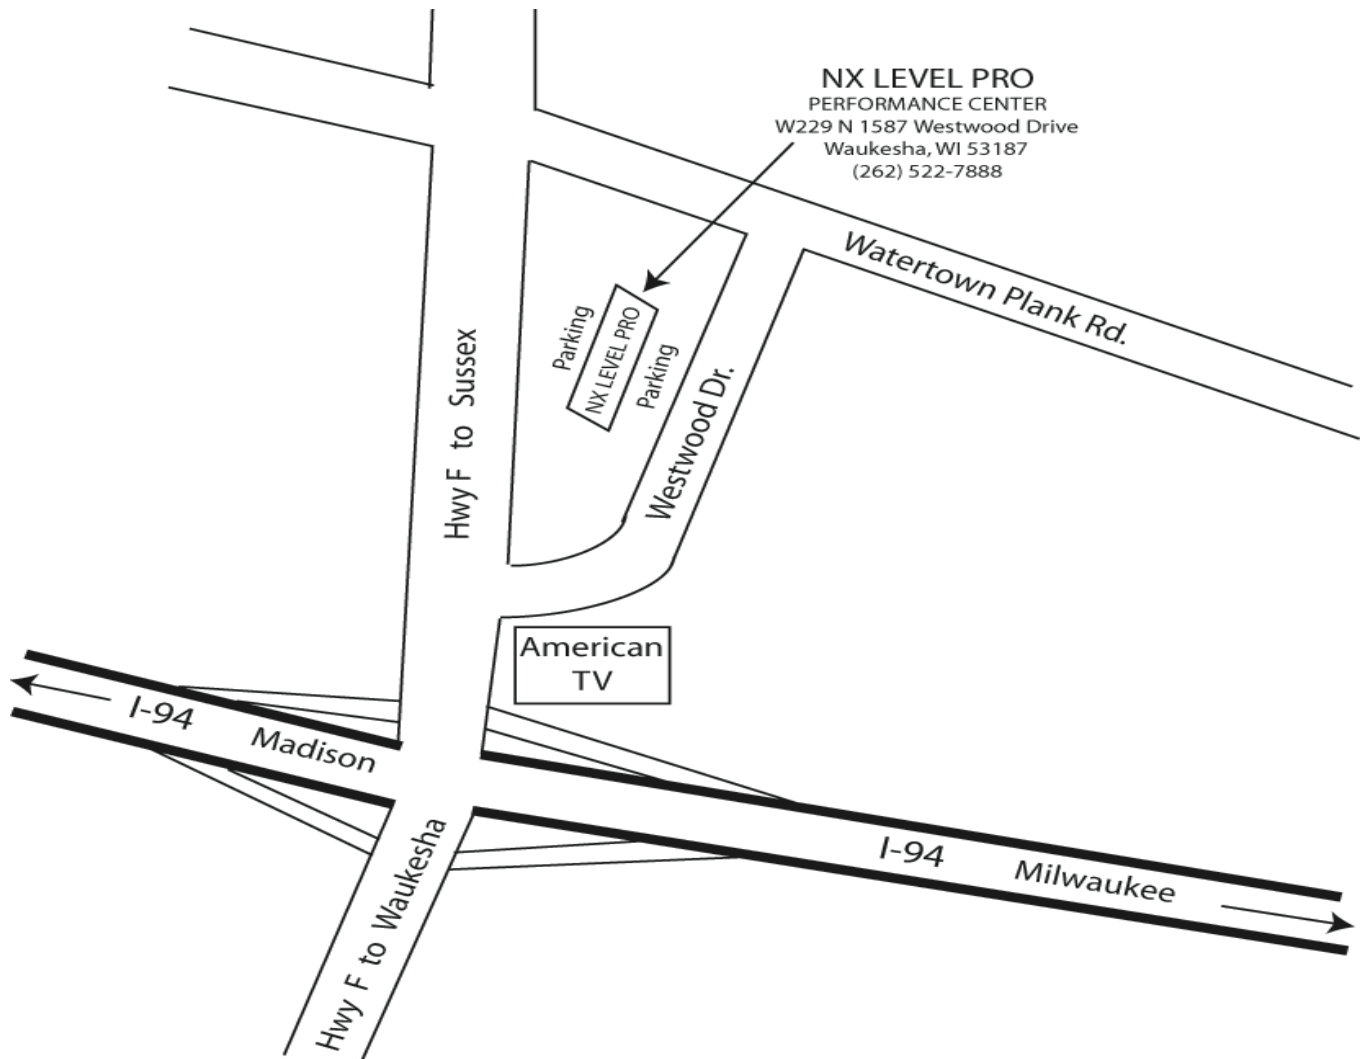 NX LEVEL PRO
PERFORMANCE CENTER
W229 N 1587 Westwood Drive
Waukesha, WI 53187
(262) 522-7888
Watertown Plank Rd.
Parking
NX LEVEL PRO
Parking
Westwood Dr.
Hwy F to Sussex
American
TV
I-94 Madison
I-94 Milwaukee
Hwy F to Waukesha